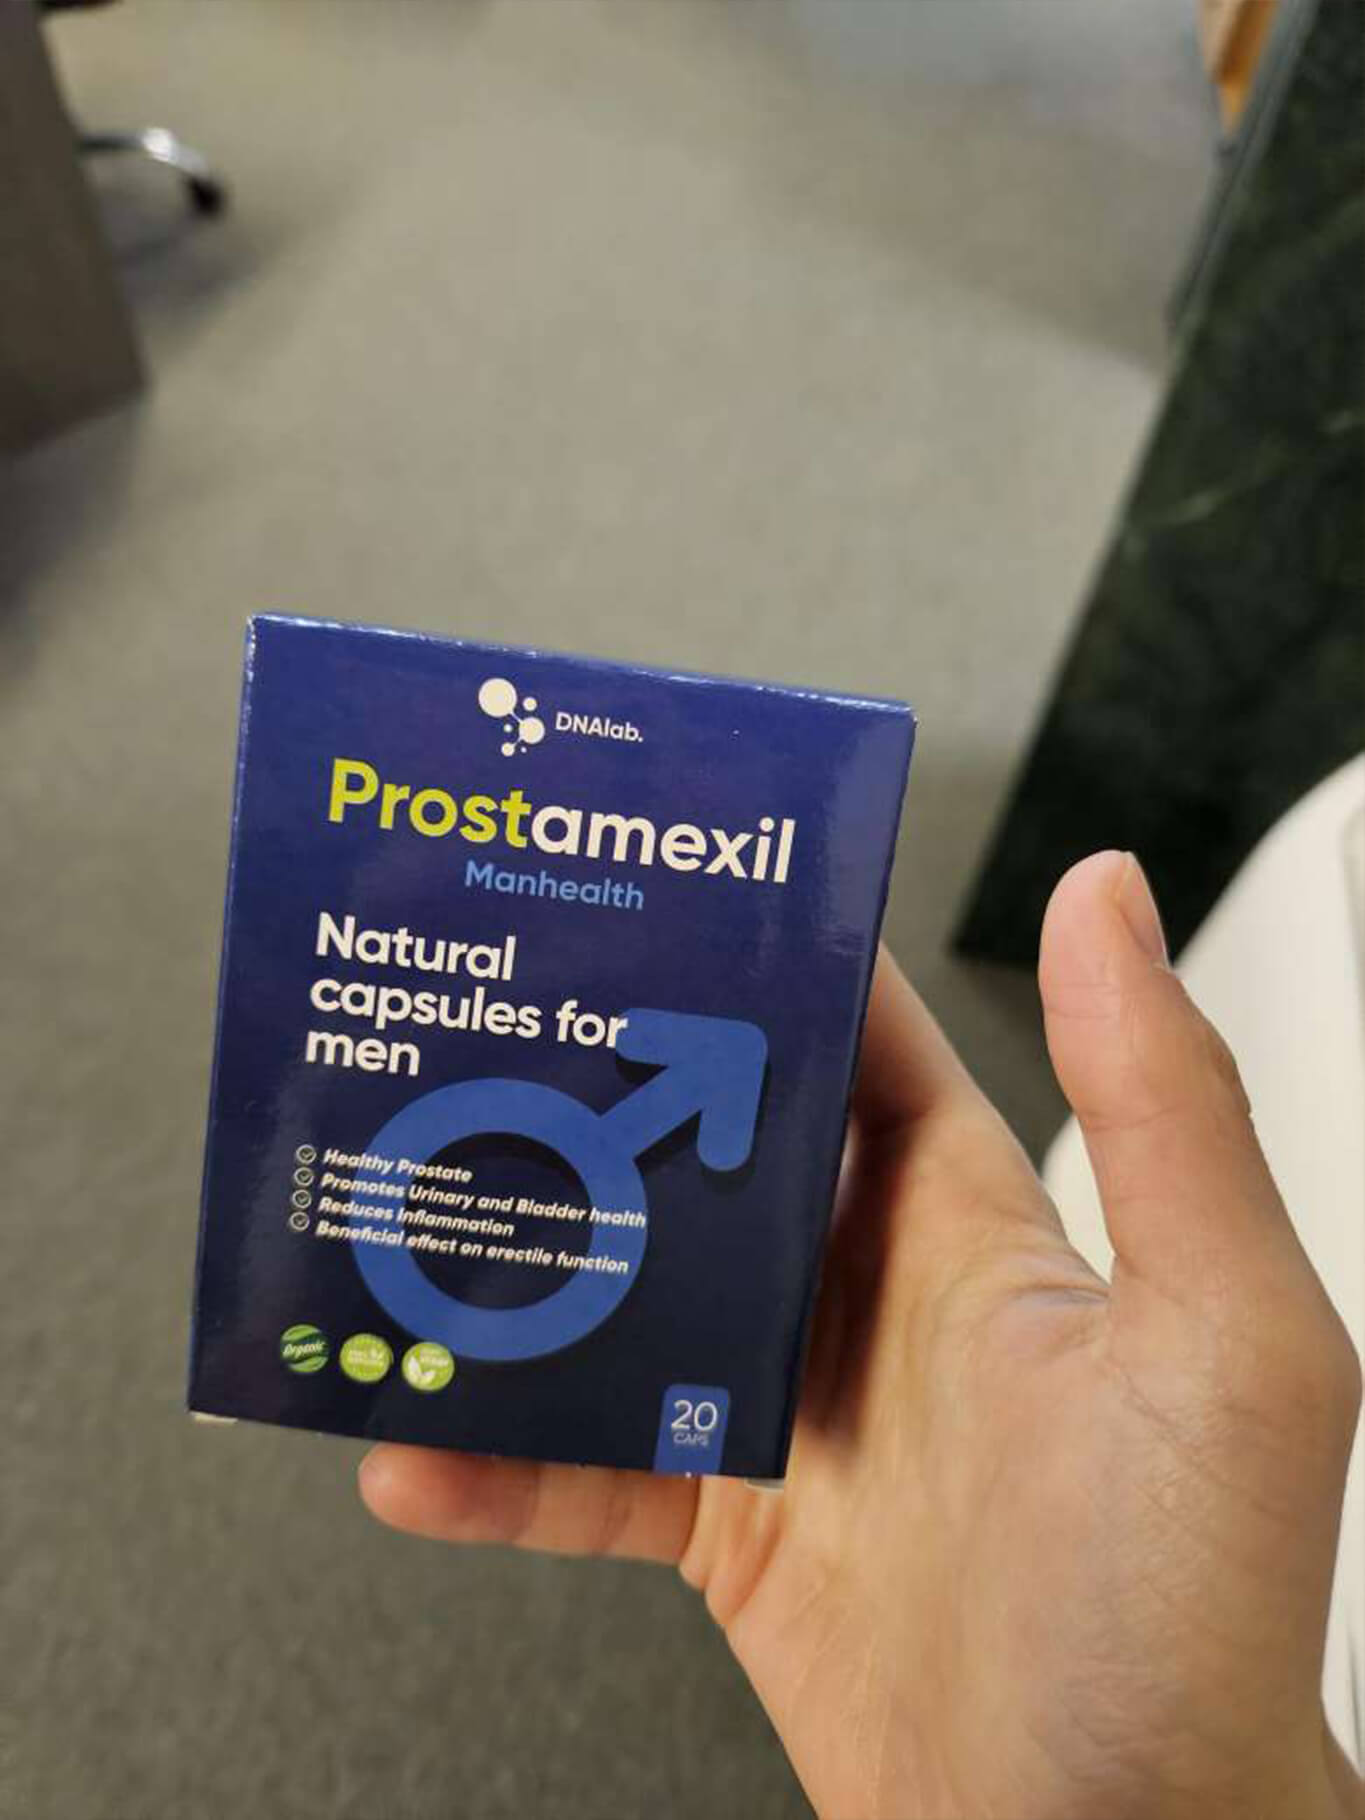 DNAlab.
Prostamexil
Manhealth
Natural
capsules for
men
Healthy Prostate
Promotes Urinary and Bladder health
Reduces Inflammation
Beneficial effect on erectile function
Organic
20
CAPS